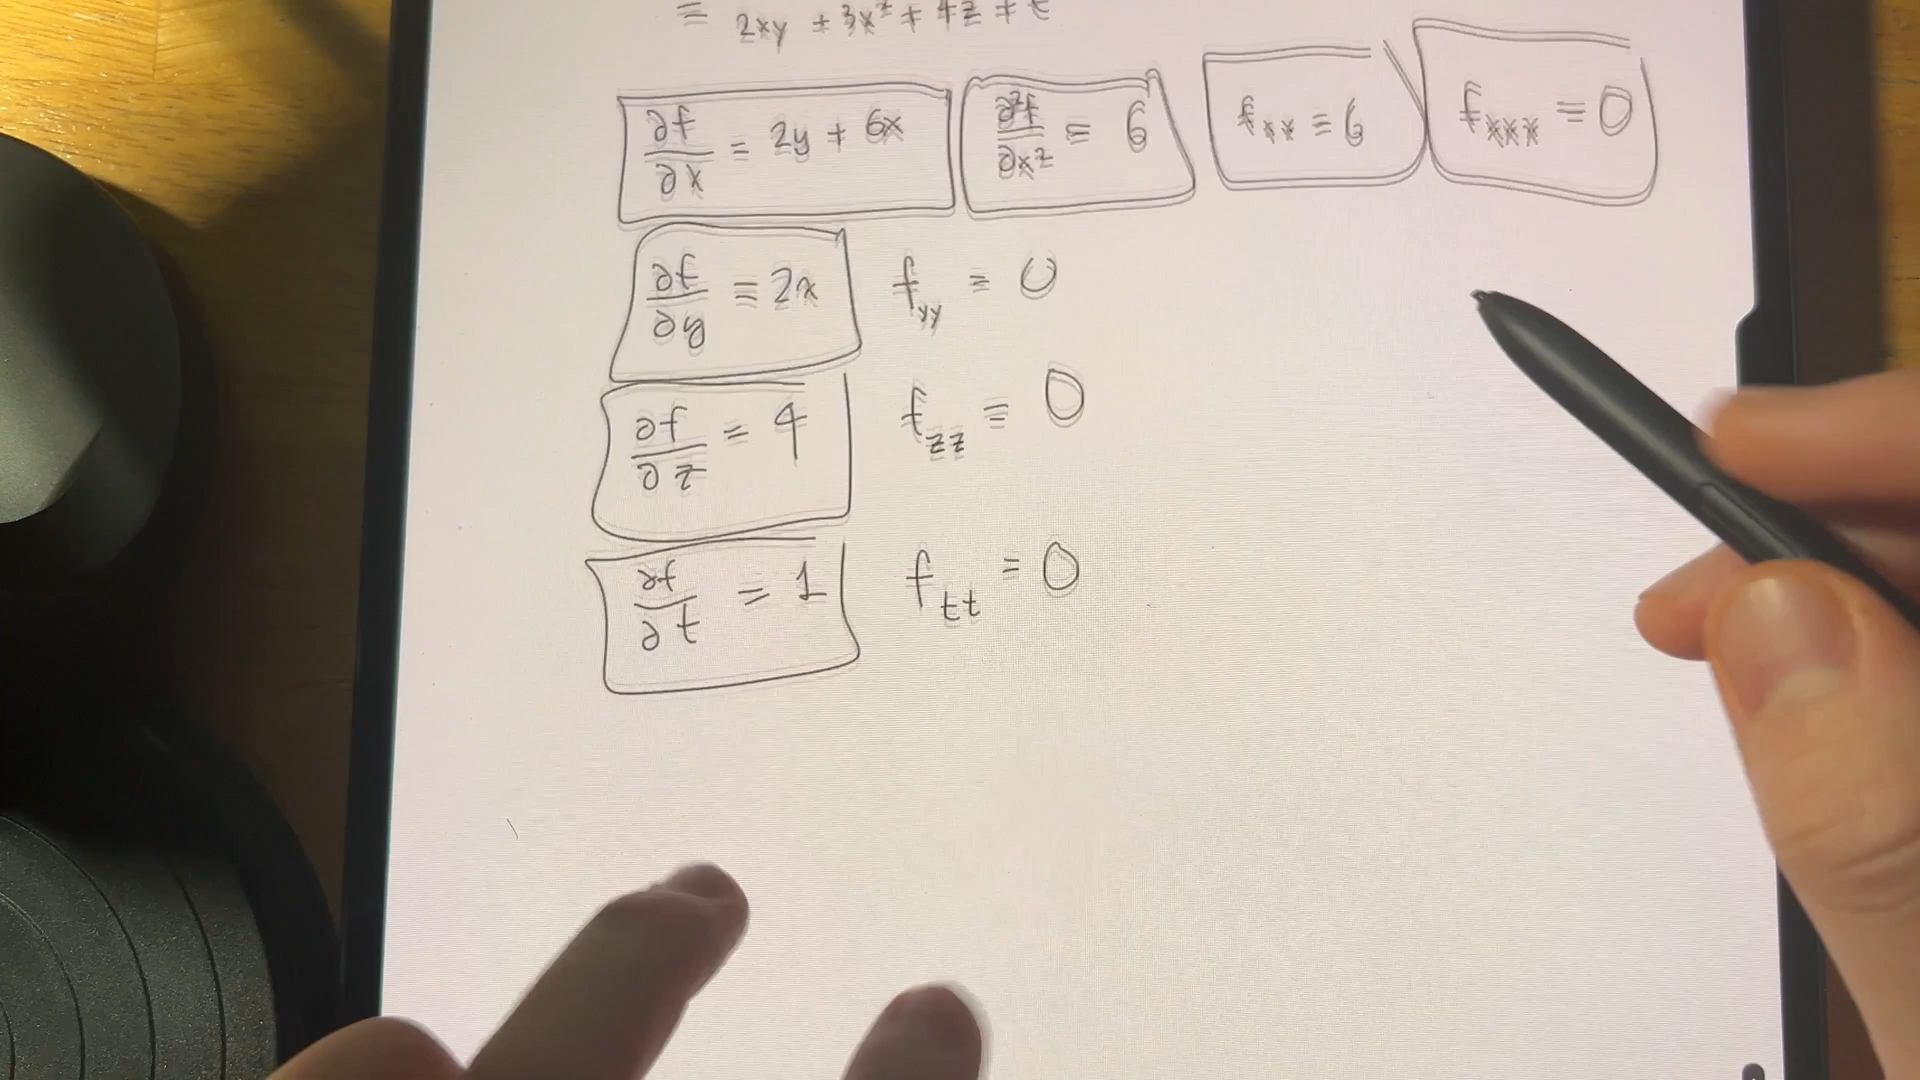 = 2xy + 3x² + 4z + t
∂f/∂x = 2y + 6x ∂²f/∂x² = 6 fxx = 6 fxxx = 0
∂f/∂y = 2x fyy = 0
∂f/∂z = 4 fzz = 0
∂f/∂t = 1 ftt = 0